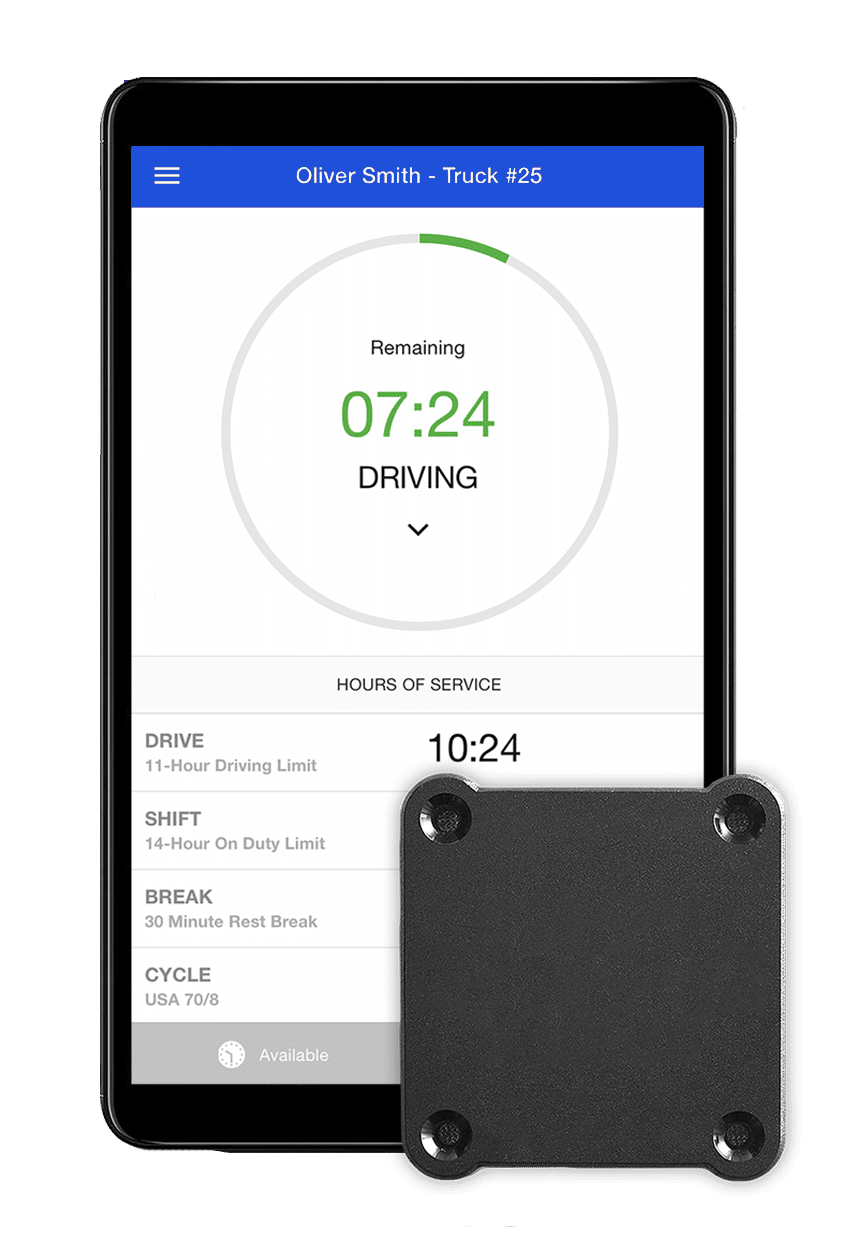 Oliver Smith - Truck #25
Remaining
07:24
DRIVING
HOURS OF SERVICE
DRIVE
10:24
11-Hour Driving Limit
SHIFT
14-Hour On Duty Limit
BREAK
30 Minute Rest Break
CYCLE
USA 70/8
Available